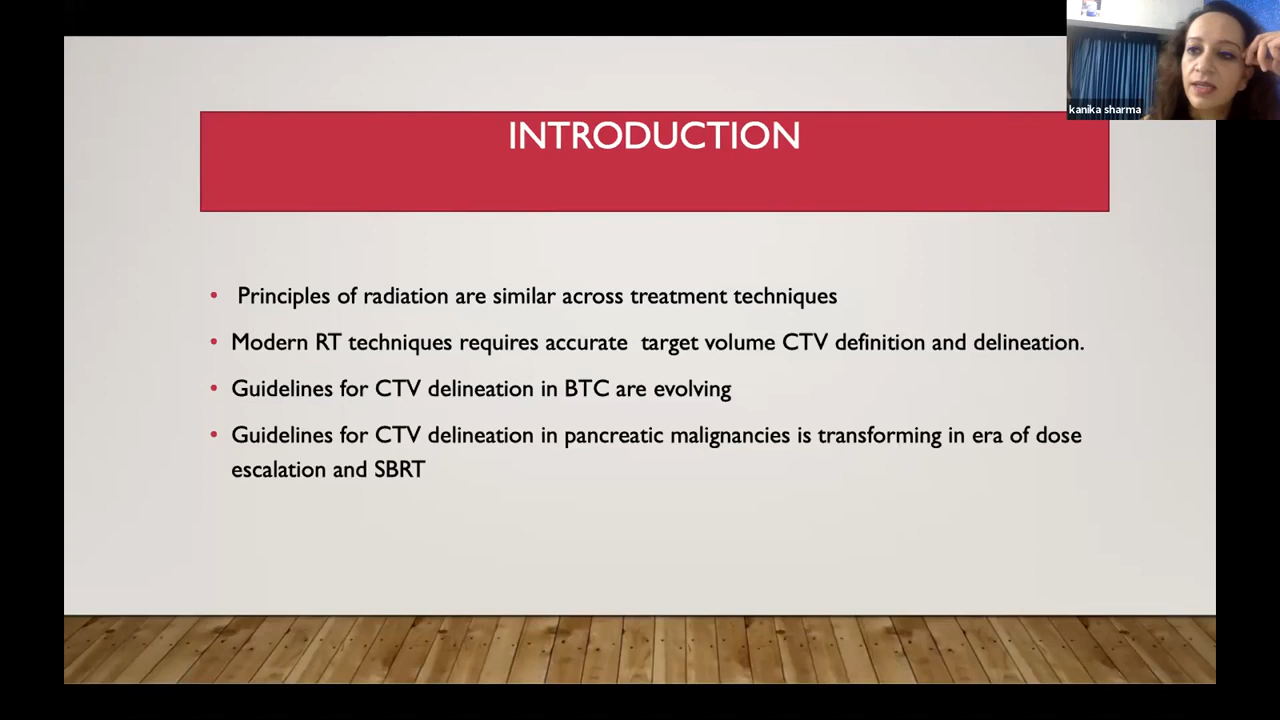 kanika sharma
INTRODUCTION
• Principles of radiation are similar across treatment techniques
• Modern RT techniques requires accurate target volume CTV definition and delineation.
• Guidelines for CTV delineation in BTC are evolving
• Guidelines for CTV delineation in pancreatic malignancies is transforming in era of dose
escalation and SBRT